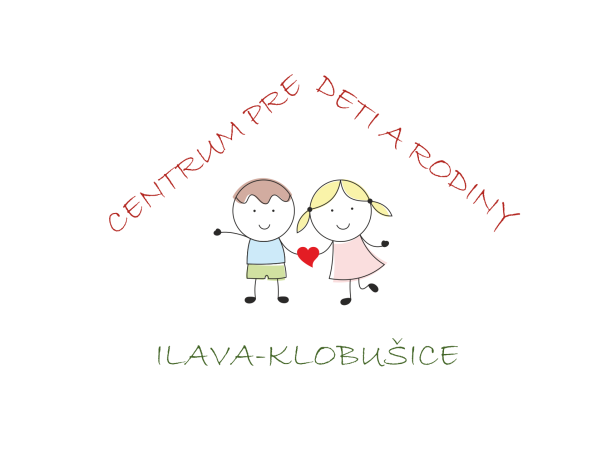 CENTRUM PRE DETI A RODINY
ILAVA-KLOBUŠICE